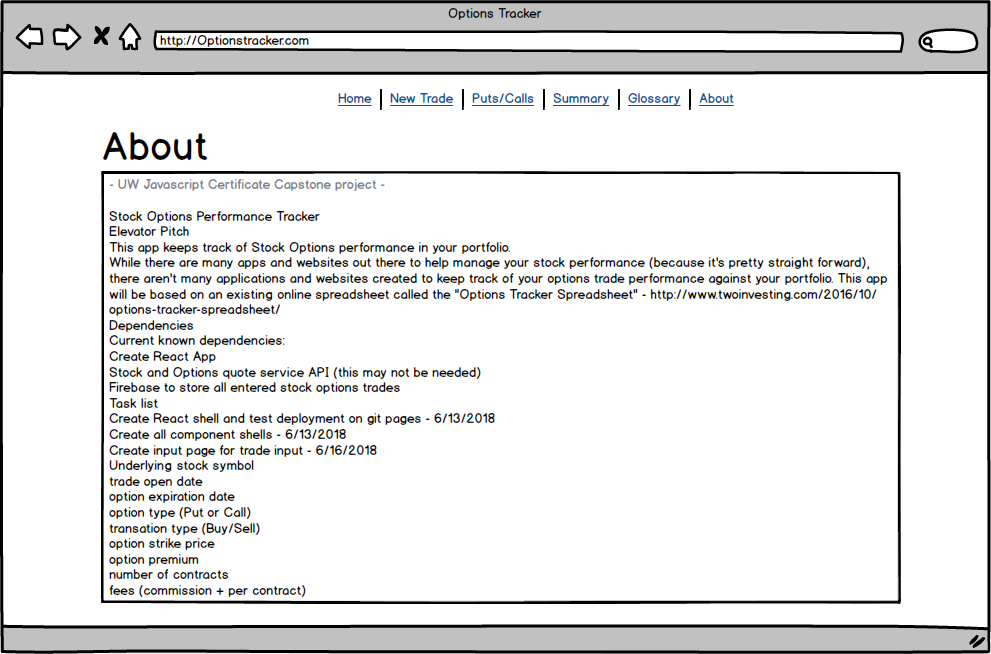 Options Tracker
http://Optionstracker.com
Home | New Trade | Puts/Calls | Summary | Glossary | About
About
- UW Javascript Certificate Capstone project -
Stock Options Performance Tracker
Elevator Pitch
This app keeps track of Stock Options performance in your portfolio.
While there are many apps and websites out there to help manage your stock performance (because it's pretty straight forward),
there aren't many applications and websites created to keep track of your options trade performance against your portfolio. This app
will be based on an existing online spreadsheet called the "Options Tracker Spreadsheet" - http://www.twoinvesting.com/2016/10/
options-tracker-spreadsheet/
Dependencies
Current known dependencies:
Create React App
Stock and Options quote service API (this may not be needed)
Firebase to store all entered stock options trades
Task list
Create React shell and test deployment on git pages - 6/13/2018
Create all component shells - 6/13/2018
Create input page for trade input - 6/16/2018
Underlying stock symbol
trade open date
option expiration date
option type (Put or Call)
transation type (Buy/Sell)
option strike price
option premium
number of contracts
fees (commission + per contract)